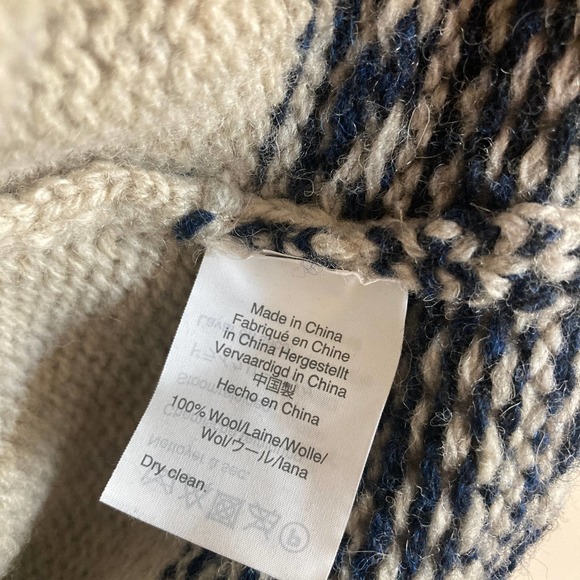 Made in China
Fabriqué en Chine
in China Hergestellt
Vervaardigd in China
中国製
Hecho en China
100% Wool/Laine/Wolle/
Wol/ウール/lana
Dry clean.